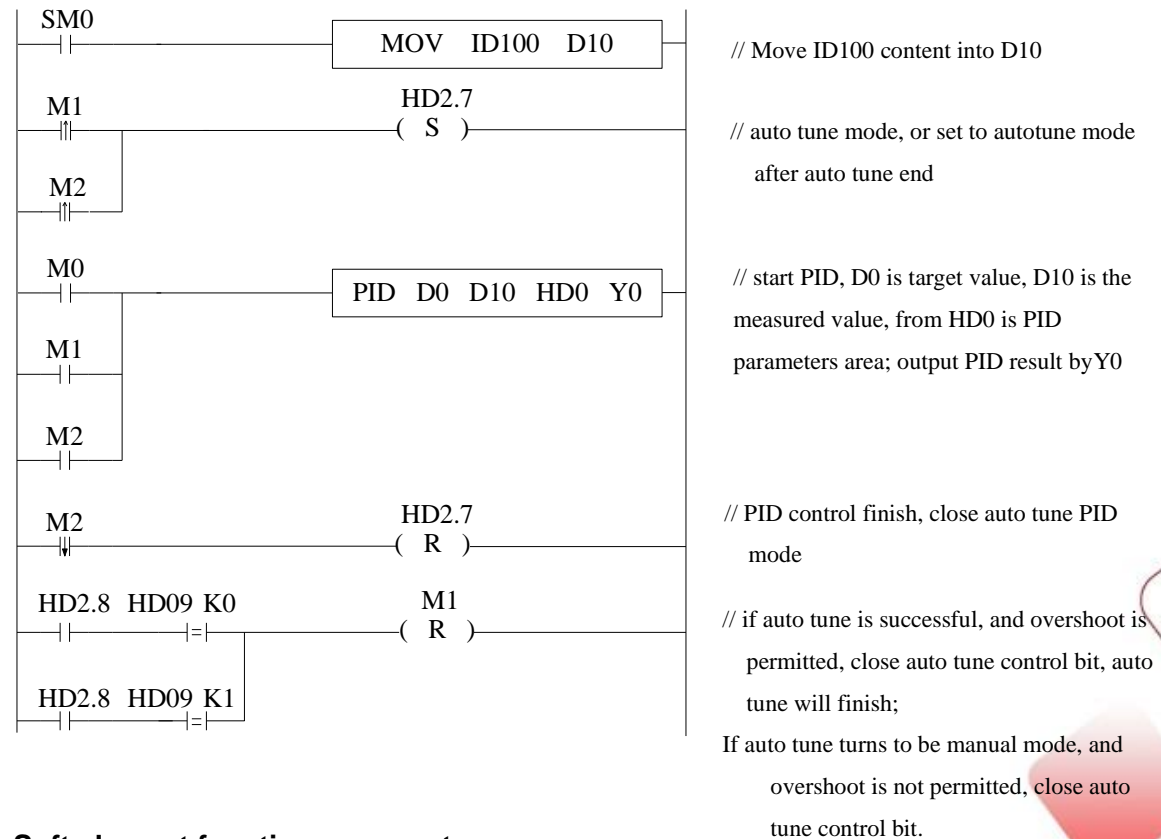 SM0
MOV ID100 D10
// Move ID100 content into D10
M1
HD2.7
( S )
// auto tune mode, or set to autotune mode
after auto tune end
M2
M0
PID D0 D10 HD0 Y0
// start PID, D0 is target value, D10 is the
measured value, from HD0 is PID
parameters area; output PID result byY0
M1
M2
M2
HD2.7
( R )
// PID control finish, close auto tune PID
mode
HD2.8 HD09 K0
=
M1
( R )
// if auto tune is successful, and overshoot is
permitted, close auto tune control bit, auto
tune will finish;
HD2.8 HD09 K1
=
If auto tune turns to be manual mode, and
overshoot is not permitted, close auto
tune control bit.